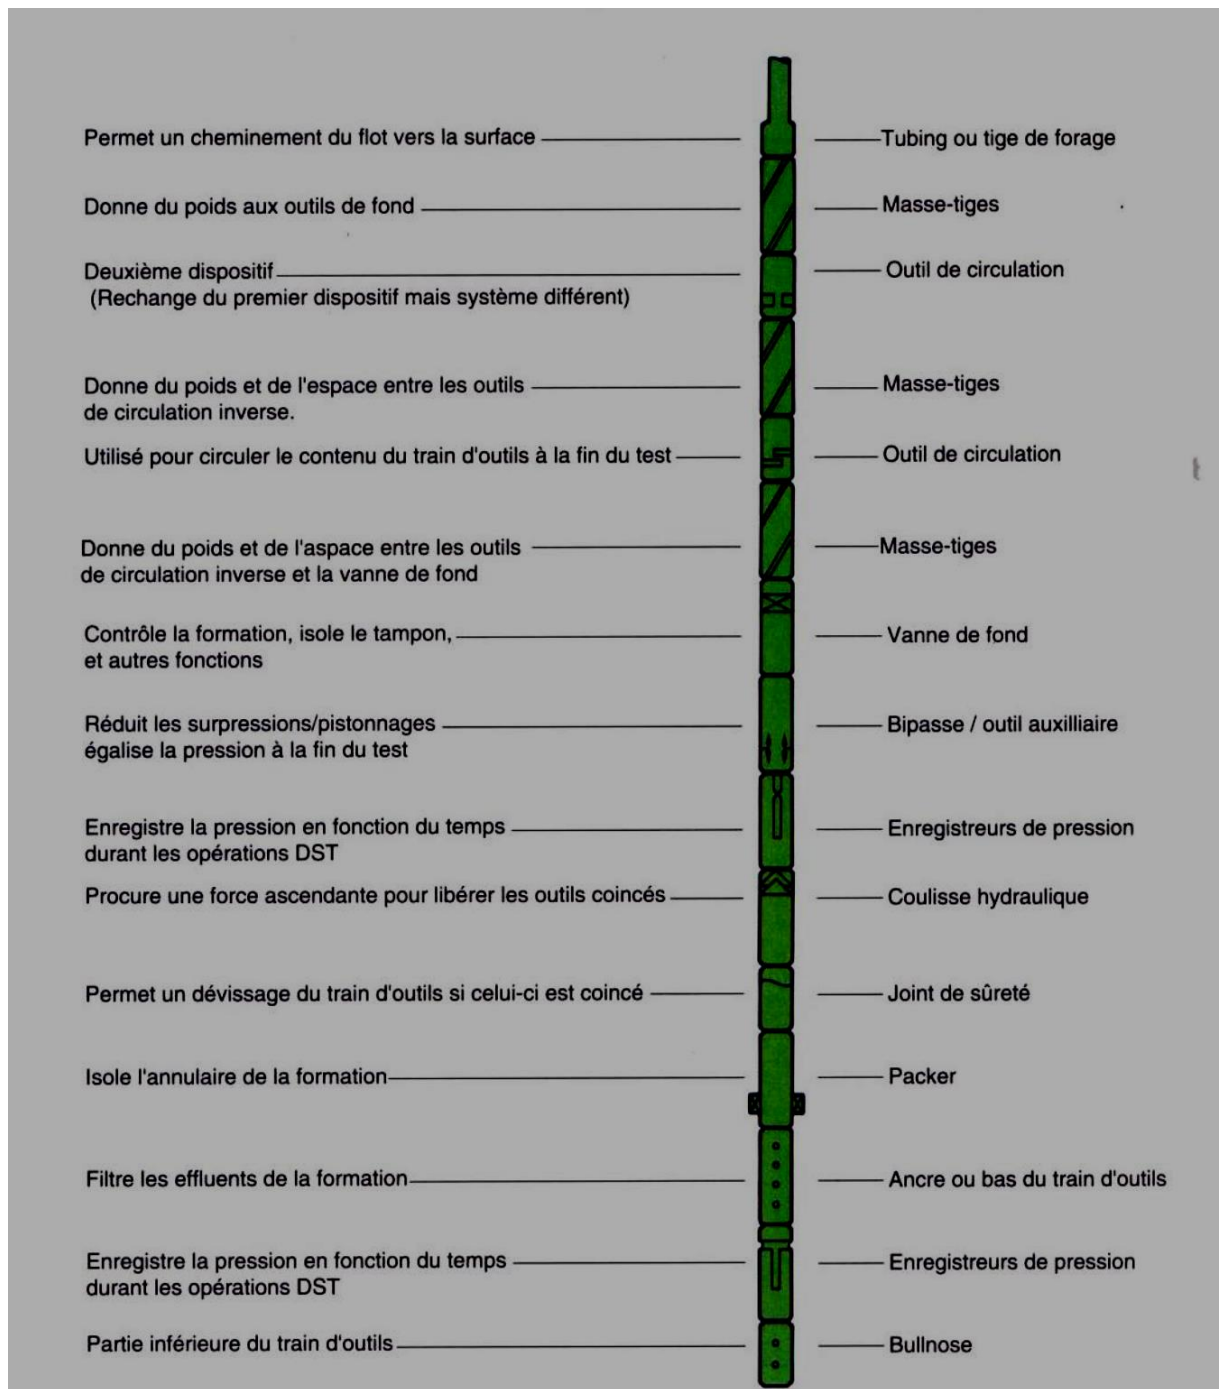 Permet un cheminement du flot vers la surface
Tubing ou tige de forage
Donne du poids aux outils de fond
Masse-tiges
Deuxième dispositif
Outil de circulation
(Rechange du premier dispositif mais système différent)
Donne du poids et de l'espace entre les outils
Masse-tiges
de circulation inverse.
Utilisé pour circuler le contenu du train d'outils à la fin du test
Outil de circulation
Donne du poids et de l'aspace entre les outils
Masse-tiges
de circulation inverse et la vanne de fond
Contrôle la formation, isole le tampon,
Vanne de fond
et autres fonctions
Réduit les surpressions/pistonnages
Bipasse / outil auxilliaire
égalise la pression à la fin du test
Enregistre la pression en fonction du temps
Enregistreurs de pression
durant les opérations DST
Procure une force ascendante pour libérer les outils coincés
Coulisse hydraulique
Permet un dévissage du train d'outils si celui-ci est coincé
Joint de sûreté
Isole l'annulaire de la formation
Packer
Filtre les effluents de la formation
Ancre ou bas du train d'outils
Enregistre la pression en fonction du temps
Enregistreurs de pression
durant les opérations DST
Partie inférieure du train d'outils
Bullnose